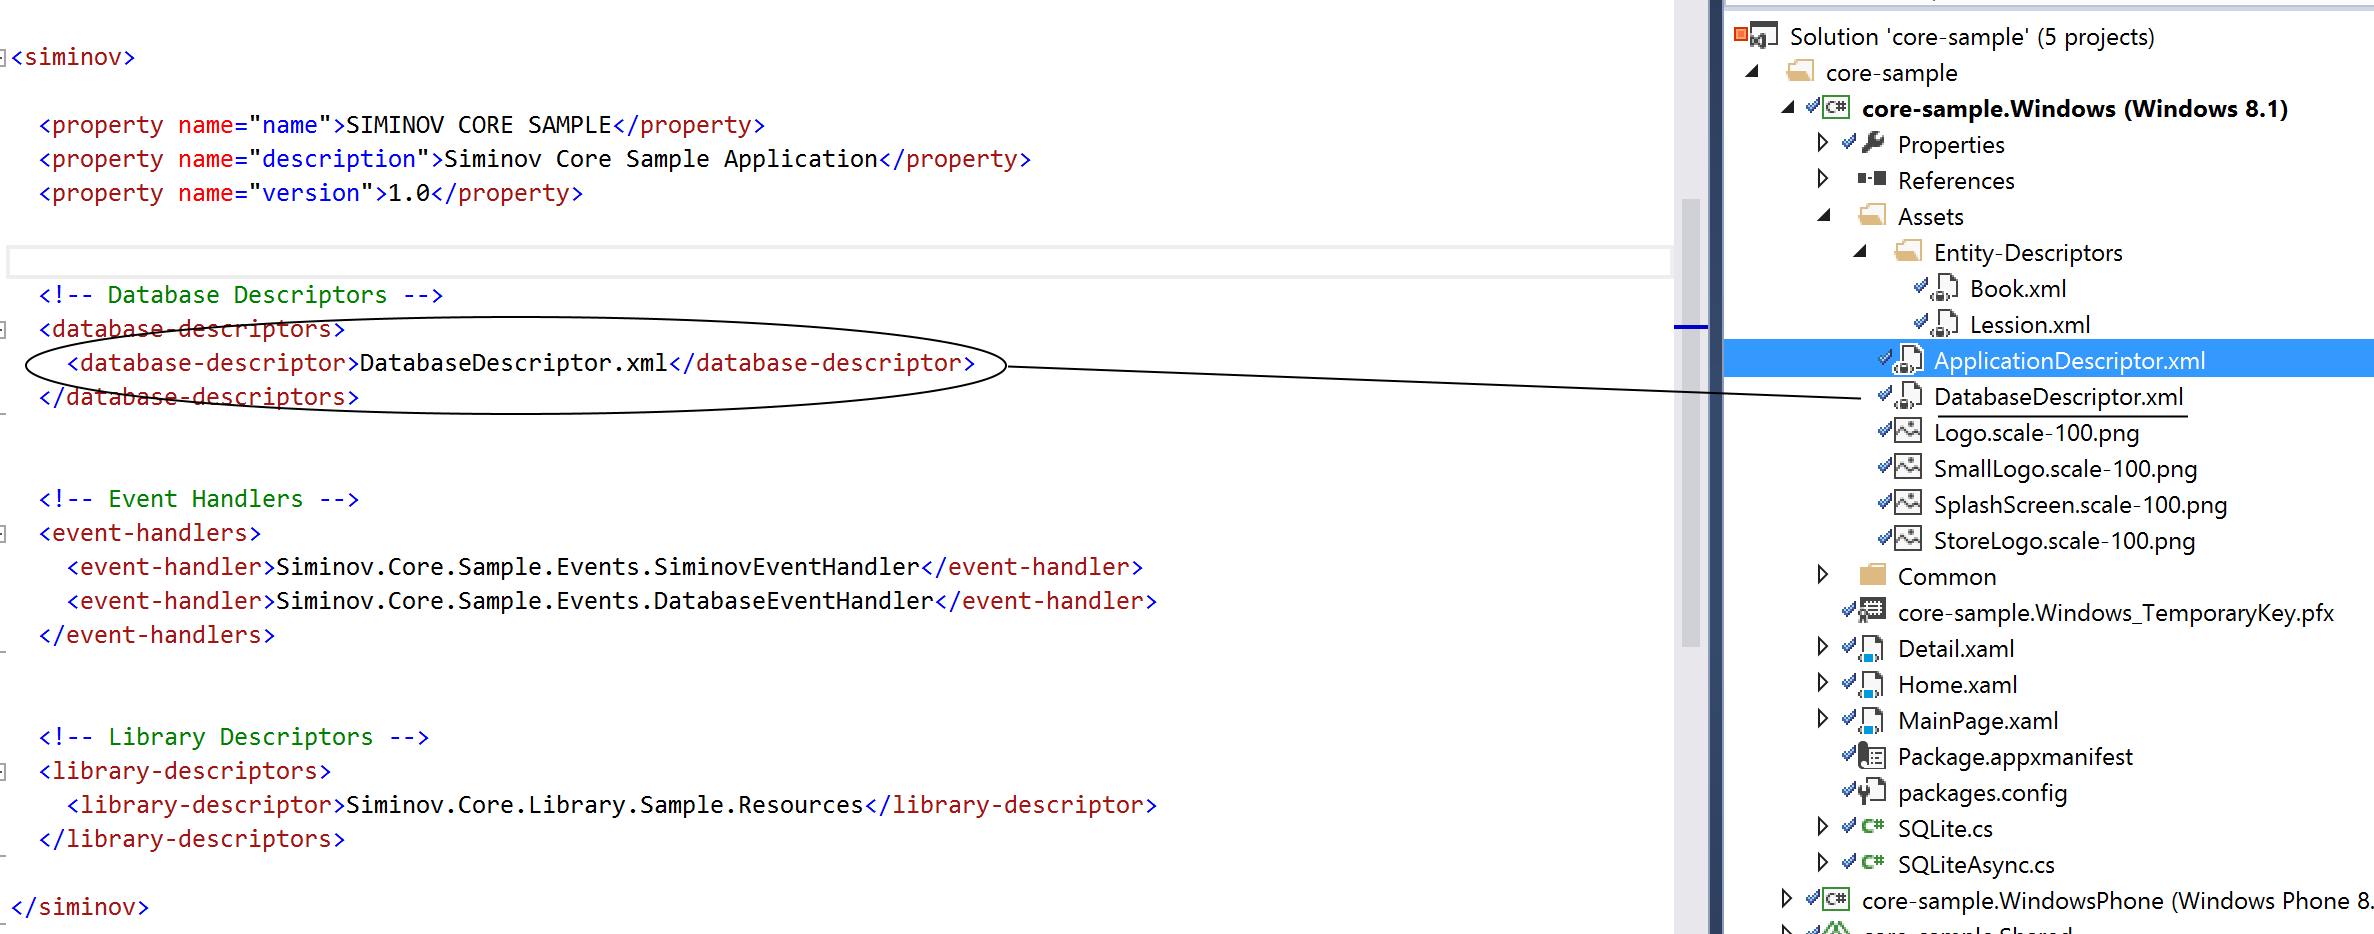 <siminov>
<property name="name">SIMINOV CORE SAMPLE</property>
<property name="description">Siminov Core Sample Application</property>
<property name="version">1.0</property>
<!-- Database Descriptors -->
<database-descriptors>
<database-descriptor>DatabaseDescriptor.xml</database-descriptor>
</database-descriptors>
<!-- Event Handlers -->
<event-handlers>
<event-handler>Siminov.Core.Sample.Events.SiminovEventHandler</event-handler>
<event-handler>Siminov.Core.Sample.Events.DatabaseEventHandler</event-handler>
</event-handlers>
<!-- Library Descriptors -->
<library-descriptors>
<library-descriptor>Siminov.Core.Library.Sample.Resources</library-descriptor>
</library-descriptors>
</siminov>
Solution 'core-sample' (5 projects)
core-sample
C# core-sample.Windows (Windows 8.1)
Properties
References
Assets
Entity-Descriptors
Book.xml
Lession.xml
ApplicationDescriptor.xml
DatabaseDescriptor.xml
Logo.scale-100.png
SmallLogo.scale-100.png
SplashScreen.scale-100.png
StoreLogo.scale-100.png
Common
core-sample.Windows_TemporaryKey.pfx
Detail.xaml
Home.xaml
MainPage.xaml
Package.appxmanifest
packages.config
C# SQLite.cs
C# SQLiteAsync.cs
C# core-sample.WindowsPhone (Windows Phone 8.
core-sample.Shared